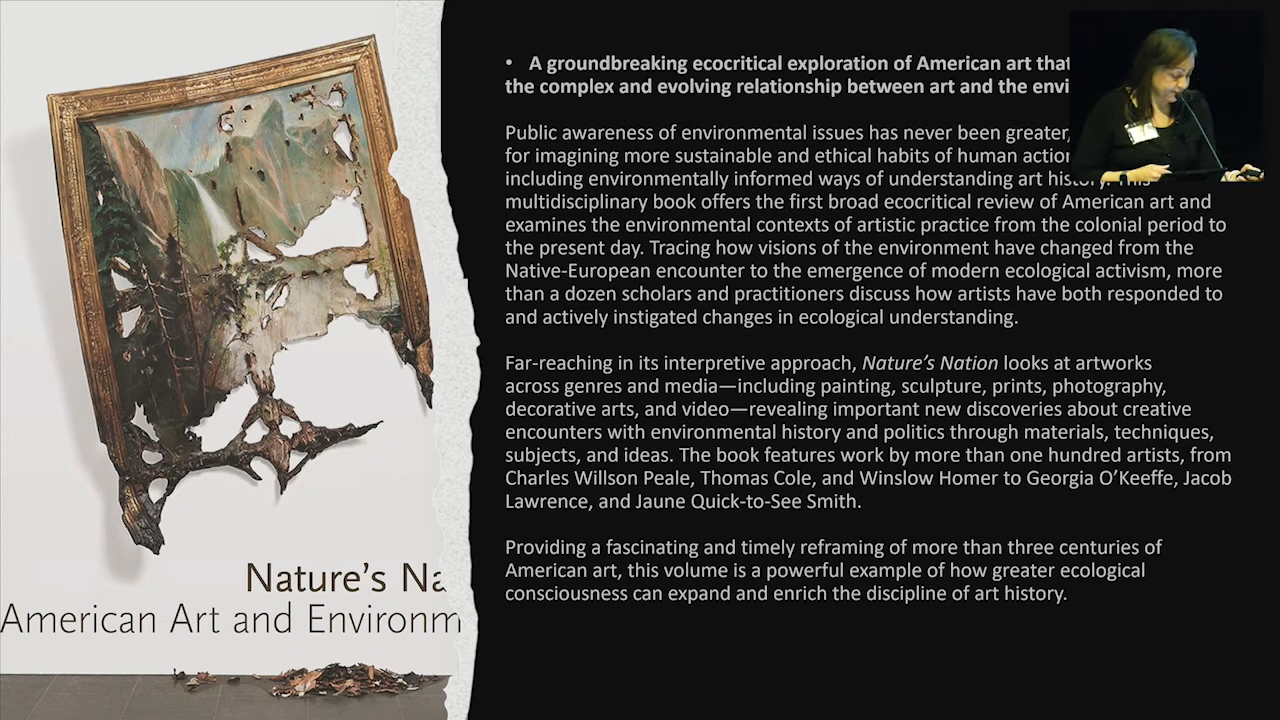 • A groundbreaking ecocritical exploration of American art that
the complex and evolving relationship between art and the envi
Public awareness of environmental issues has never been greater,
for imagining more sustainable and ethical habits of human action
including environmentally informed ways of understanding art history. This
multidisciplinary book offers the first broad ecocritical review of American art and
examines the environmental contexts of artistic practice from the colonial period to
the present day. Tracing how visions of the environment have changed from the
Native-European encounter to the emergence of modern ecological activism, more
than a dozen scholars and practitioners discuss how artists have both responded to
and actively instigated changes in ecological understanding.
Far-reaching in its interpretive approach, Nature’s Nation looks at artworks
across genres and media—including painting, sculpture, prints, photography,
decorative arts, and video—revealing important new discoveries about creative
encounters with environmental history and politics through materials, techniques,
subjects, and ideas. The book features work by more than one hundred artists, from
Charles Willson Peale, Thomas Cole, and Winslow Homer to Georgia O’Keeffe, Jacob
Lawrence, and Jaune Quick-to-See Smith.
Providing a fascinating and timely reframing of more than three centuries of
American art, this volume is a powerful example of how greater ecological
consciousness can expand and enrich the discipline of art history.
Nature’s Na
American Art and Environm